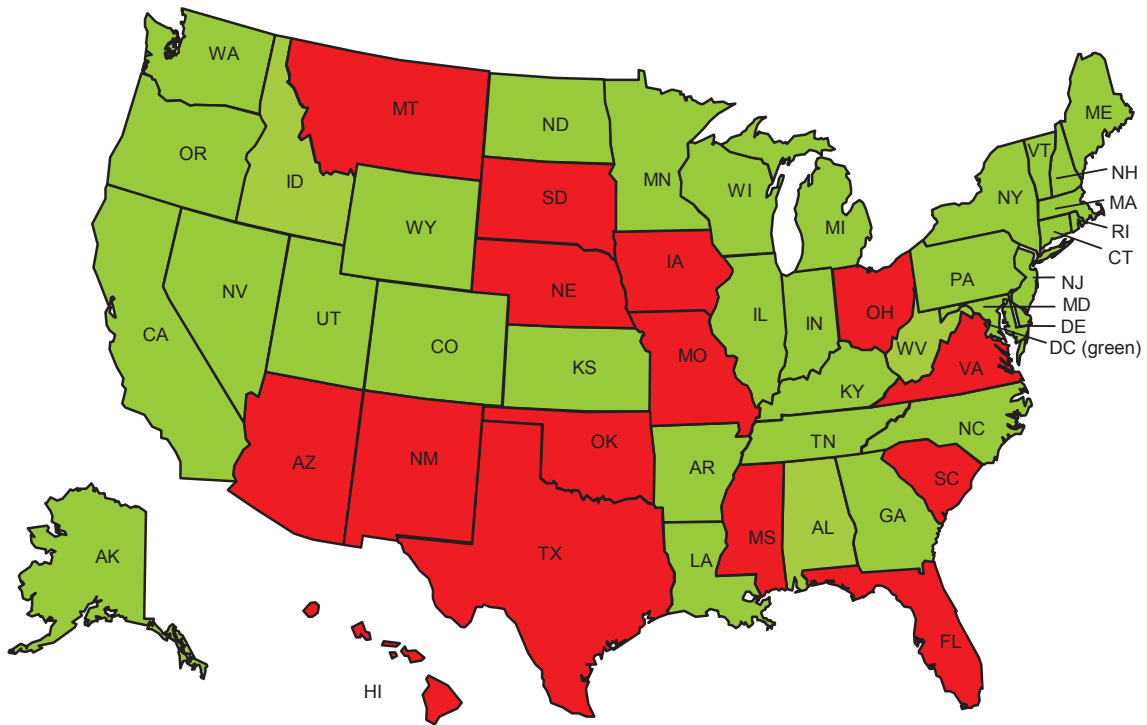 WA
MT
ND
ME
OR
ID
MN
VT
NH
SD
WI
NY
MA
WY
MI
RI
CT
IA
NE
PA
NJ
NV
OH
MD
UT
IL
IN
DE
CA
CO
MO
WV
DC (green)
KS
VA
KY
NC
OK
TN
AZ
NM
AR
SC
GA
MS
AL
TX
AK
LA
FL
HI